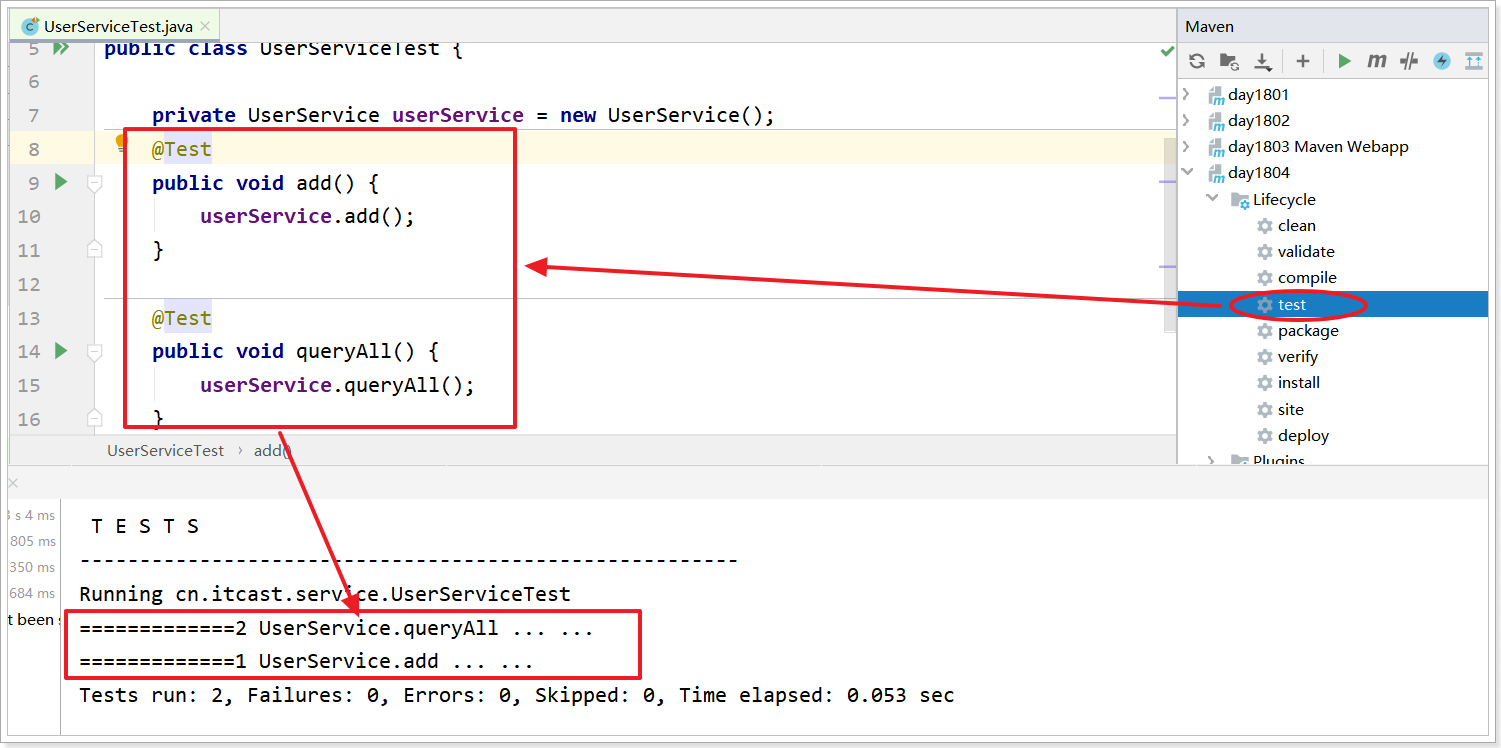 UserServiceTest.java
5 public class UserServiceTest {
6
7 private UserService userService = new UserService();
8 @Test
9 public void add() {
10 userService.add();
11 }
12
13 @Test
14 public void queryAll() {
15 userService.queryAll();
16 }
UserServiceTest › add()
Maven
day1801
day1802
day1803 Maven Webapp
day1804
Lifecycle
clean
validate
compile
test
package
verify
install
site
deploy
Plugins
3 s 4 ms
805 ms
350 ms
684 ms
t been
T E S T S
-------------------------------------------------------
Running cn.itcast.service.UserServiceTest
=============2 UserService.queryAll ... ...
=============1 UserService.add ... ...
Tests run: 2, Failures: 0, Errors: 0, Skipped: 0, Time elapsed: 0.053 sec